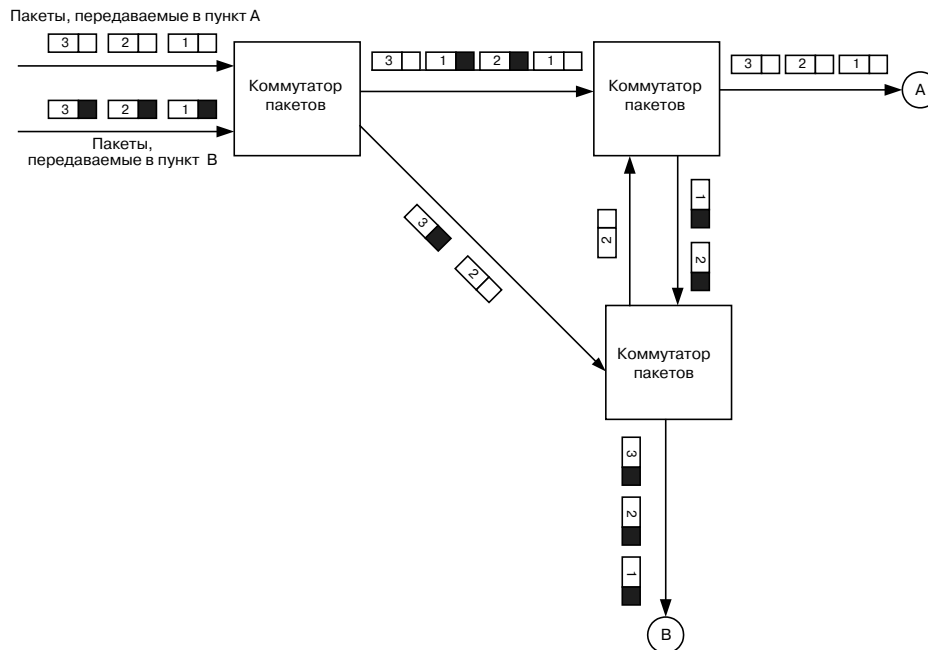 Пакеты, передаваемые в пункт А
3 2 1
3 2 1
Пакеты,
передаваемые в пункт В
Коммутатор
пакетов
3 1 2 1
Коммутатор
пакетов
3 2 1
А
3
2
2
1
2
Коммутатор
пакетов
3
2
1
В